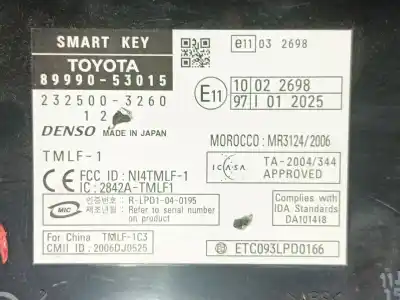 SMART KEY
TOYOTA
89990-53015
232500-3260
1 2
DENSO MADE IN JAPAN
TMLF-1
FCC ID : NI4TMLF-1
IC : 2842A-TMLF1
MIC
인증번호 : R-LPD1-04-0195
제조년월 : Refer to serial number
on product
For China TMLF-1C3
CMII ID : 2006DJ0525
e11 03 2698
E11
10 02 2698
97 I 01 2025
MOROCCO : MR3124/2006
ICASA
TA-2004/344
APPROVED
Complies with
IDA Standards
DA101418
ETC093LPD0166